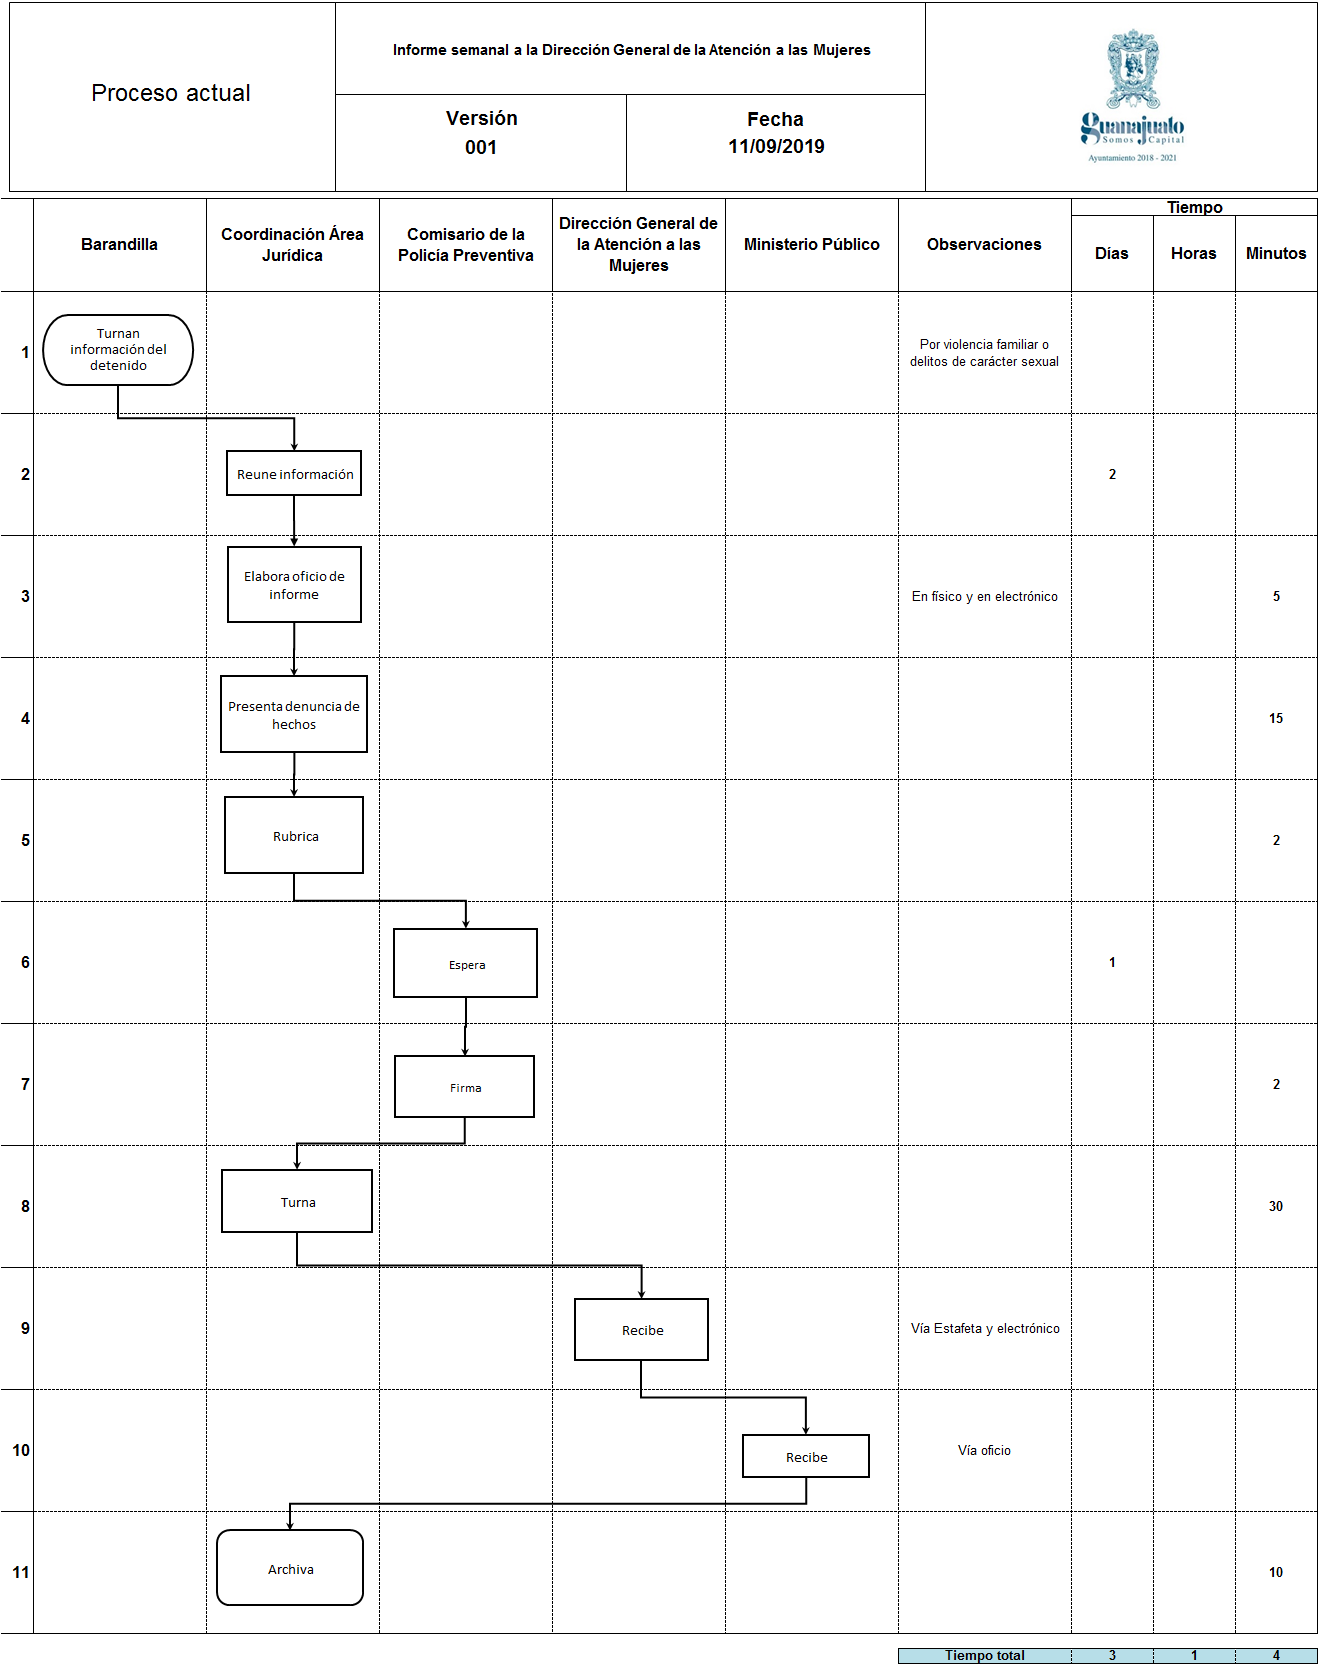 Proceso actual
Informe semanal a la Dirección General de la Atención a las Mujeres
Versión
001
Fecha
11/09/2019
guanajuato
Somos Capital
Ayuntamiento 2018 - 2021
Barandilla
Coordinación Área
Jurídica
Comisario de la
Policía Preventiva
Dirección General de
la Atención a las
Mujeres
Ministerio Público
Observaciones
Tiempo
Días
Horas
Minutos
1
Turnan
información del
detenido
Por violencia familiar o
delitos de carácter sexual
2
Reune información
2
3
Elabora oficio de
informe
En físico y en electrónico
5
4
Presenta denuncia de
hechos
15
5
Rubrica
2
6
Espera
1
7
Firma
2
8
Turna
30
9
Recibe
Vía Estafeta y electrónico
10
Recibe
Vía oficio
11
Archiva
10
Tiempo total
3
1
4